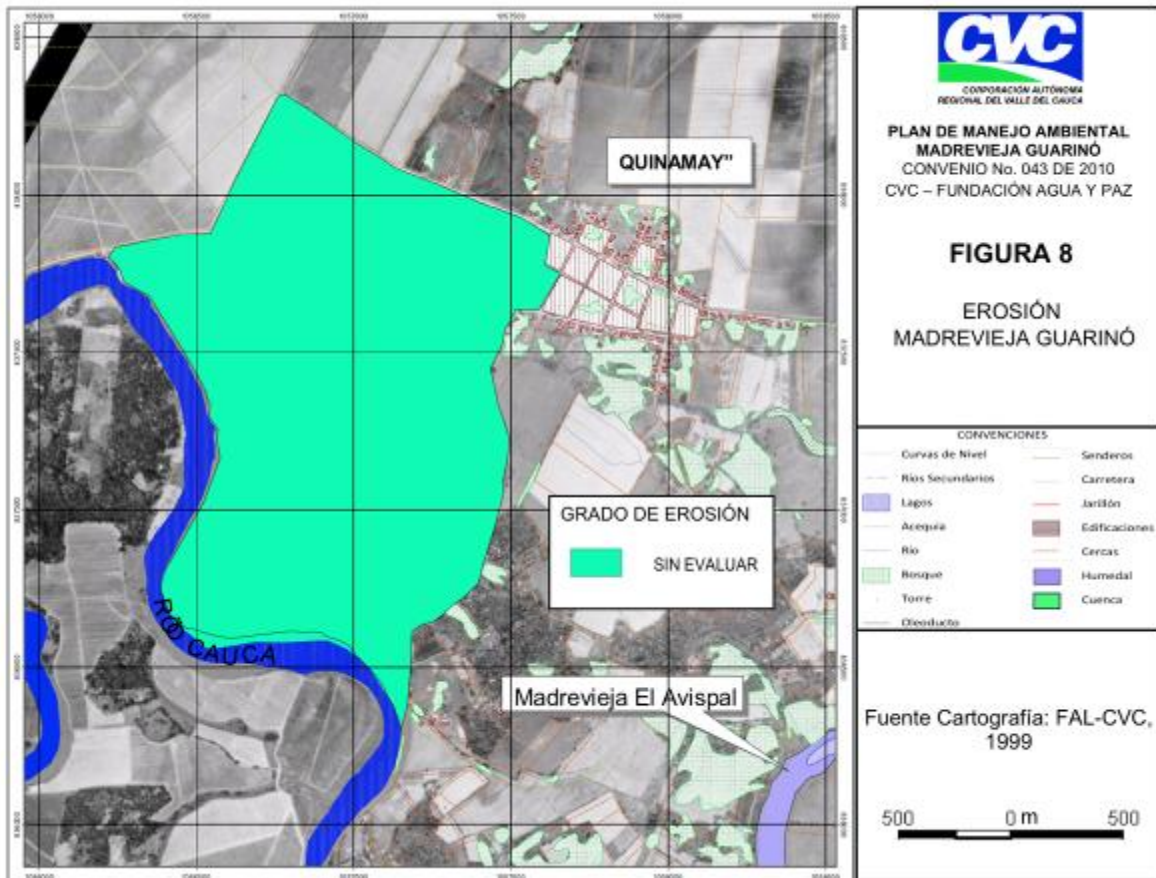 QUINAMAY"
GRADO DE EROSIÓN
SIN EVALUAR
RÍO CAUCA
Madrevieja El Avispal
CVC
CORPORACIÓN AUTÓNOMA
REGIONAL DEL VALLE DEL CAUCA
PLAN DE MANEJO AMBIENTAL
MADREVIEJA GUARINÓ
CONVENIO No. 043 DE 2010
CVC – FUNDACIÓN AGUA Y PAZ
FIGURA 8
EROSIÓN
MADREVIEJA GUARINÓ
CONVENCIONES
Curvas de Nivel
Rios Secundarios
Lagos
Acequia
Rio
Bosque
Torre
Oleoducto
Senderos
Carretera
Jarillón
Edificaciones
Cercas
Humedal
Cuenca
Fuente Cartografía: FAL-CVC,
1999
500 0 m 500